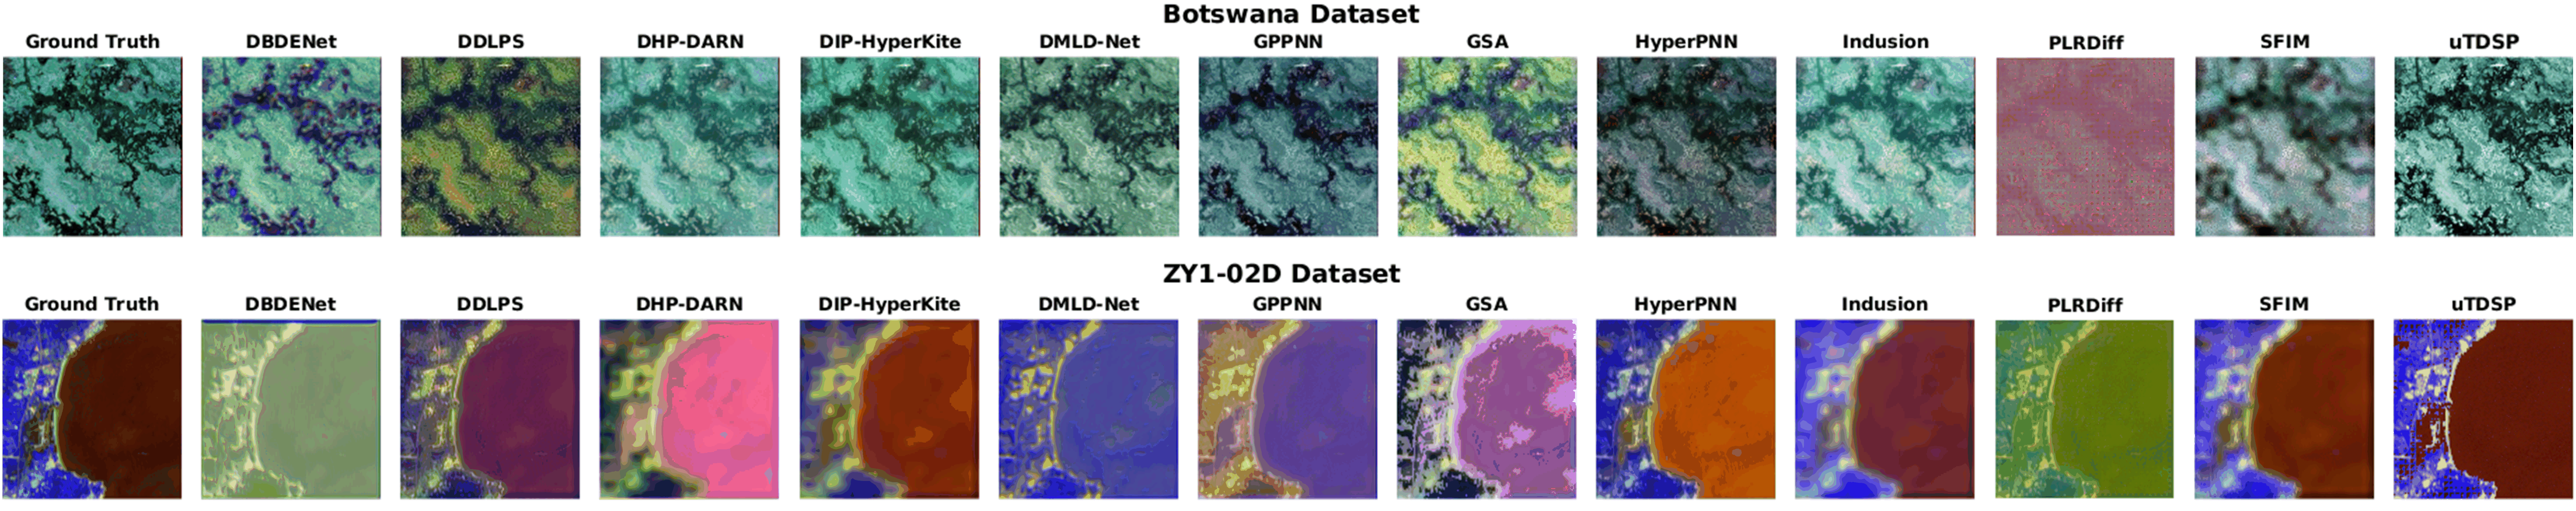 Botswana Dataset
Ground Truth DBDENet DDLPS DHP-DARN DIP-HyperKite DMLD-Net GPPNN GSA HyperPNN Indusion PLRDiff SFIM uTDSP
ZY1-02D Dataset
Ground Truth DBDENet DDLPS DHP-DARN DIP-HyperKite DMLD-Net GPPNN GSA HyperPNN Indusion PLRDiff SFIM uTDSP